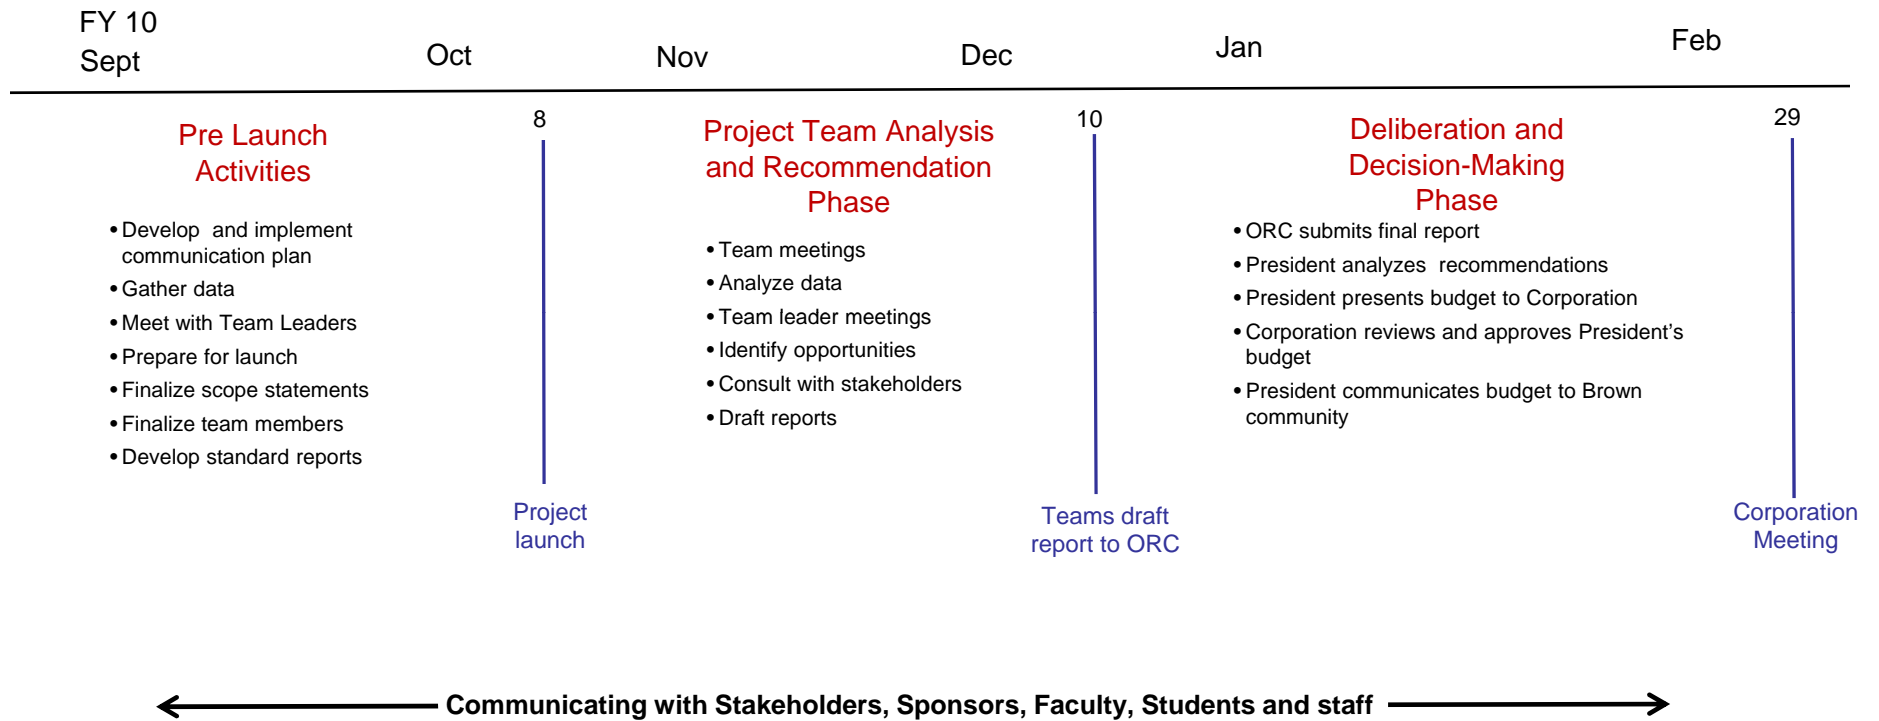 FY 10
Sept
Oct
Nov
Dec
Jan
Feb
Pre Launch
Activities
• Develop and implement
communication plan
• Gather data
• Meet with Team Leaders
• Prepare for launch
• Finalize scope statements
• Finalize team members
• Develop standard reports
8
Project
launch
Project Team Analysis
and Recommendation
Phase
• Team meetings
• Analyze data
• Team leader meetings
• Identify opportunities
• Consult with stakeholders
• Draft reports
10
Teams draft
report to ORC
Deliberation and
Decision-Making
Phase
• ORC submits final report
• President analyzes recommendations
• President presents budget to Corporation
• Corporation reviews and approves President’s
budget
• President communicates budget to Brown
community
29
Corporation
Meeting
Communicating with Stakeholders, Sponsors, Faculty, Students and staff